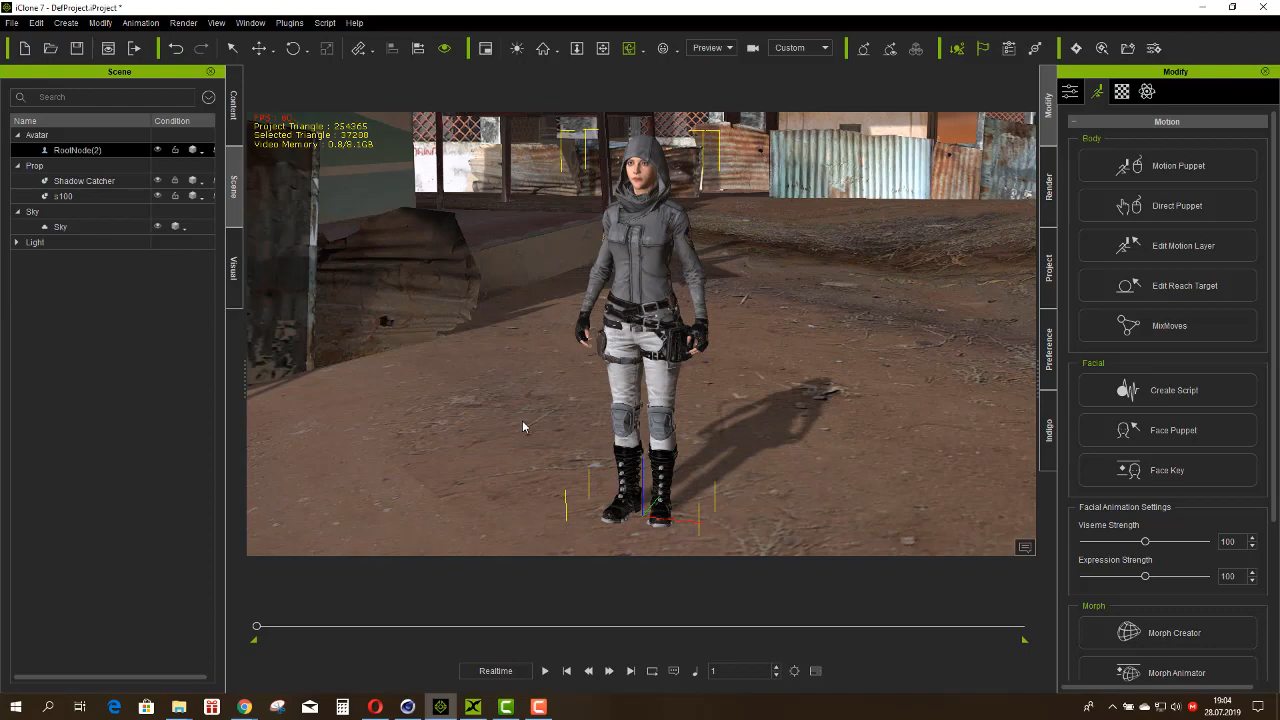 iClone 7 - DefProject.iProject *
File Edit Create Modify Animation Render View Window Plugins Script Help
Preview Custom
Scene
Search
Name Condition
Avatar
RootNode(2)
Prop
Shadow Catcher
s100
Sky
Sky
Light
Content
Scene
Visual
FPS : 60
Project Triangle : 254365
Selected Triangle : 37200
Video Memory : 0.8/8.1GB
Modify
Render
Project
Preference
Indigo
Modify
Motion
Body
Motion Puppet
Direct Puppet
Edit Motion Layer
Edit Reach Target
MixMoves
Facial
Create Script
Face Puppet
Face Key
Facial Animation Settings
Viseme Strength
100
Expression Strength
100
Morph
Morph Creator
Morph Animator
Realtime 1
19:04
28.07.2019